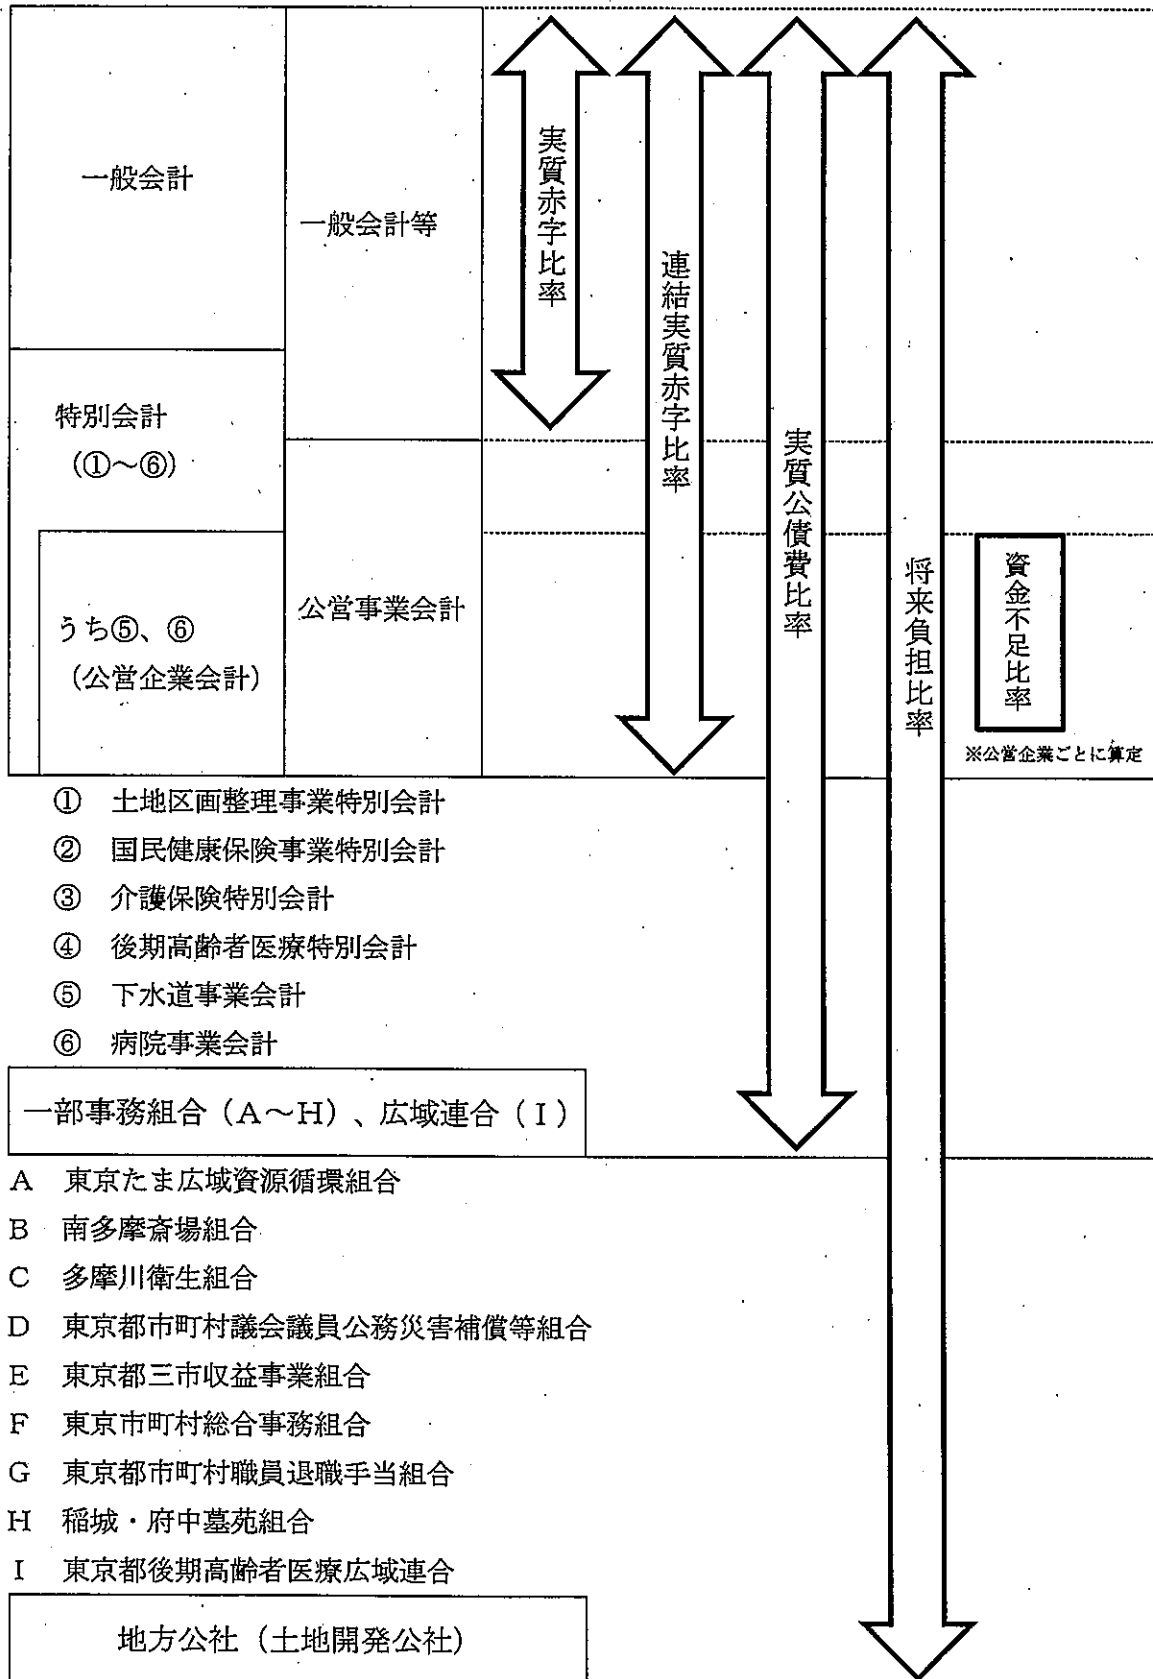 一般会計
一般会計等
実質赤字比率
連結実質赤字比率
実質公債費比率
将来負担比率
特別会計
(①~⑥)
うち⑤、⑥
(公営企業会計)
公営事業会計
資金不足比率
※公営企業ごとに算定
① 土地区画整理事業特別会計
② 国民健康保険事業特別会計
③ 介護保険特別会計
④ 後期高齢者医療特別会計
⑤ 下水道事業会計
⑥ 病院事業会計
一部事務組合(A~H)、広域連合(I)
A 東京たま広域資源循環組合
B 南多摩斎場組合
C 多摩川衛生組合
D 東京都市町村議会議員公務災害補償等組合
E 東京都三市収益事業組合
F 東京市町村総合事務組合
G 東京都市町村職員退職手当組合
H 稲城・府中墓苑組合
I 東京都後期高齢者医療広域連合
地方公社(土地開発公社)